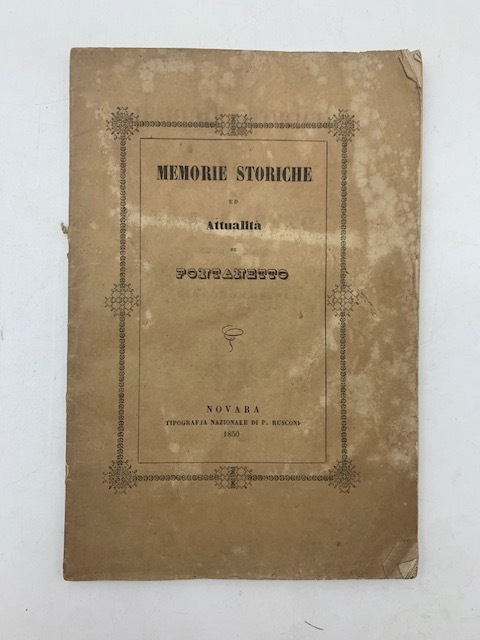 MEMORIE STORICHE
ED
Attualità
DI
FONTANETTO
NOVARA
TIPOGRAFIA NAZIONALE DI P. RUSCONI
1850